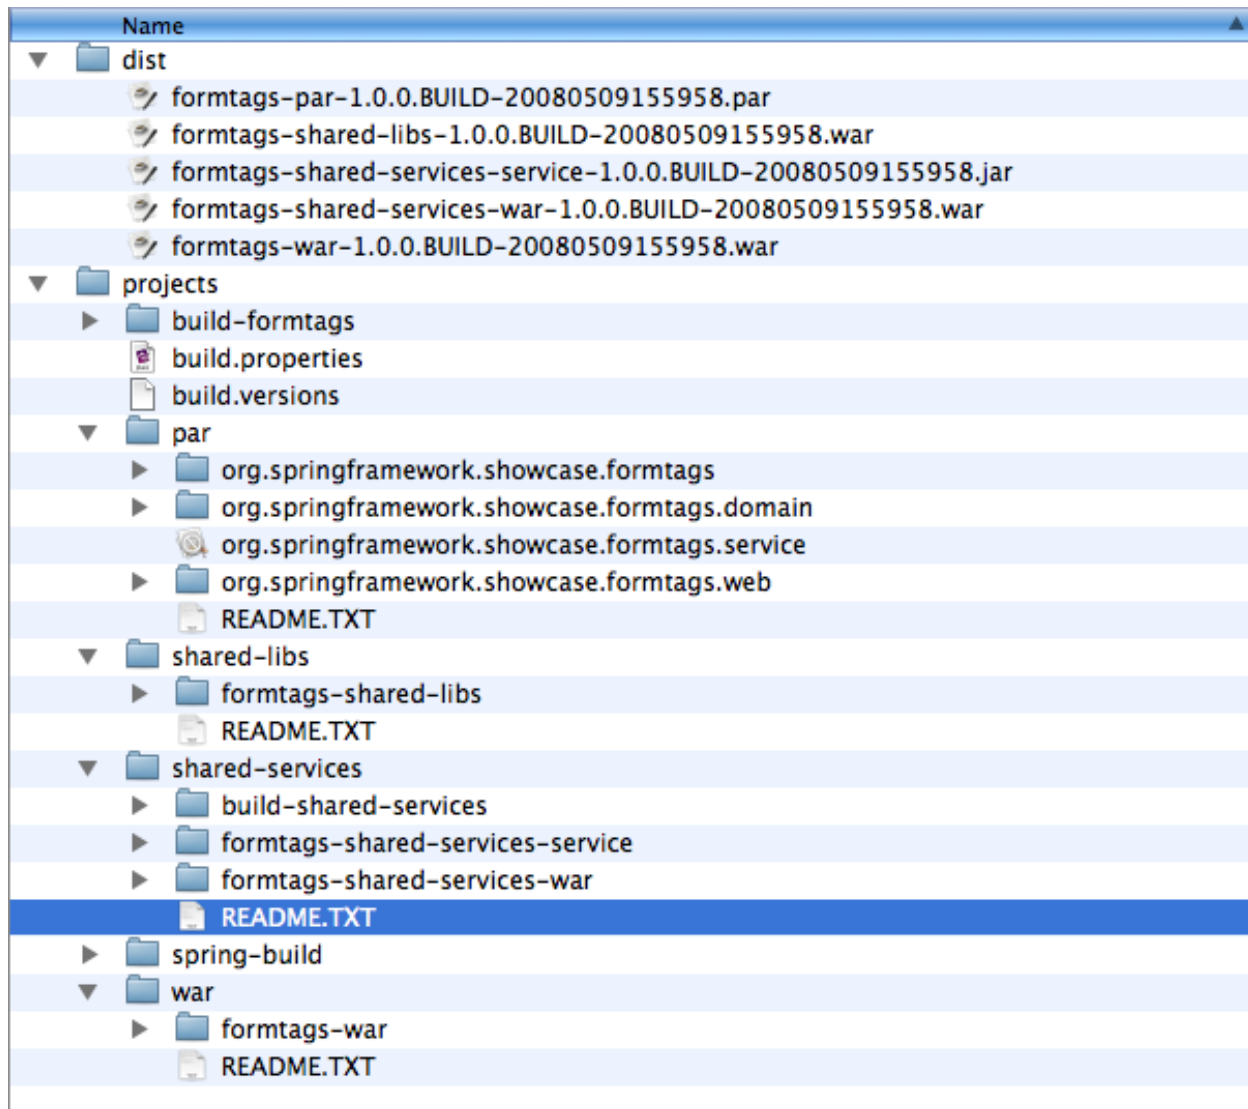 Name
dist
formtags-par-1.0.0.BUILD-20080509155958.par
formtags-shared-libs-1.0.0.BUILD-20080509155958.war
formtags-shared-services-service-1.0.0.BUILD-20080509155958.jar
formtags-shared-services-war-1.0.0.BUILD-20080509155958.war
formtags-war-1.0.0.BUILD-20080509155958.war
projects
build-formtags
build.properties
build.versions
par
org.springframework.showcase.formtags
org.springframework.showcase.formtags.domain
org.springframework.showcase.formtags.service
org.springframework.showcase.formtags.web
README.TXT
shared-libs
formtags-shared-libs
README.TXT
shared-services
build-shared-services
formtags-shared-services-service
formtags-shared-services-war
README.TXT
spring-build
war
formtags-war
README.TXT